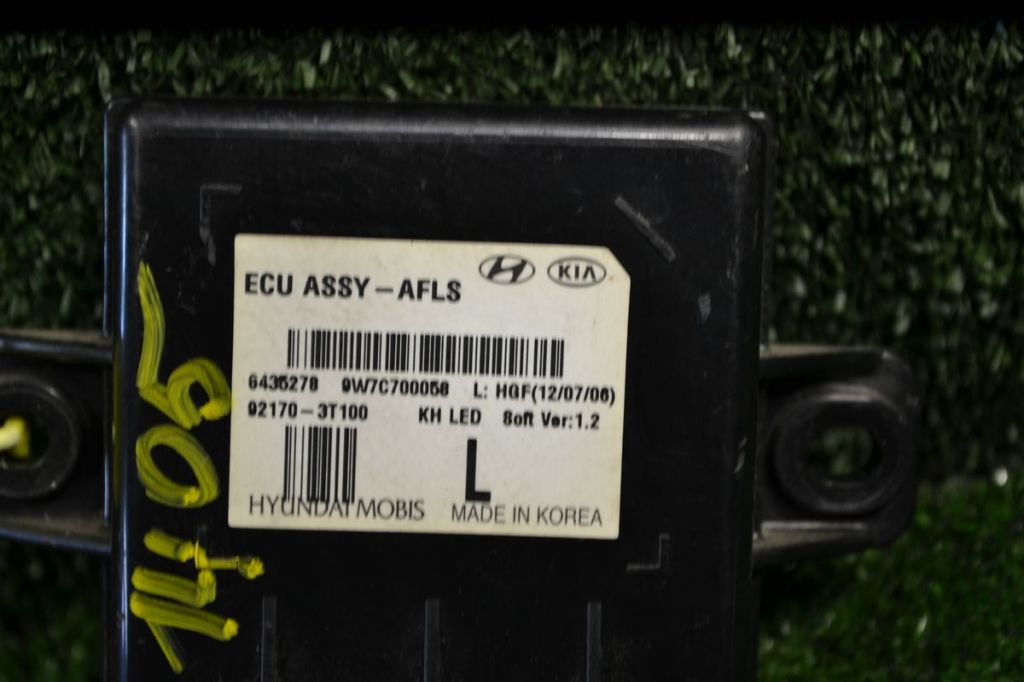 ECU ASSY-AFLS
KIA
6435278 9W7C700058 L: HGF(12/07/06)
92170-3T100 KH LED Soft Ver:1.2
L
HYUNDAI MOBIS MADE IN KOREA